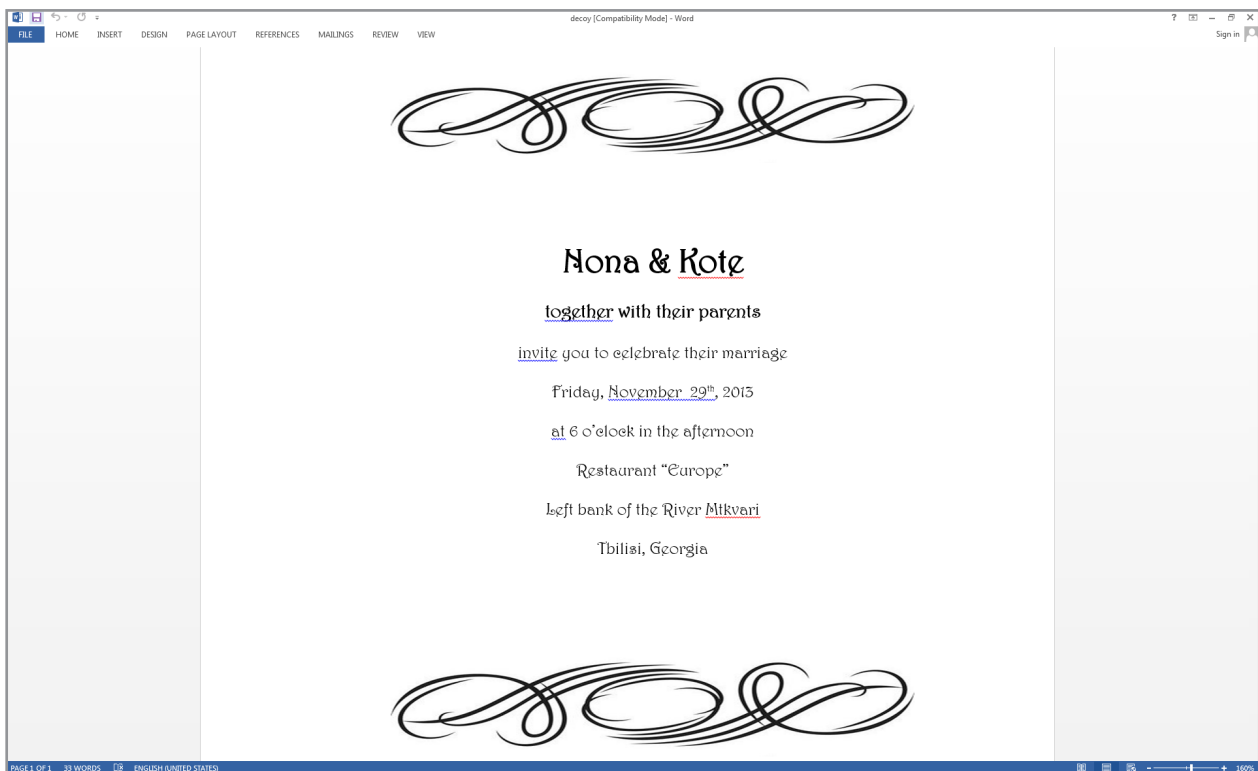 decoy [Compatibility Mode] - Word
?
Sign in
FILE HOME INSERT DESIGN PAGE LAYOUT REFERENCES MAILINGS REVIEW VIEW
Nona & Kote
together with their parents
invite you to celebrate their marriage
Friday, November 29th, 2013
at 6 o’clock in the afternoon
Restaurant “Europe”
Left bank of the River Mtkvari
Tbilisi, Georgia
PAGE 1 OF 1 33 WORDS ENGLISH (UNITED STATES) 160%